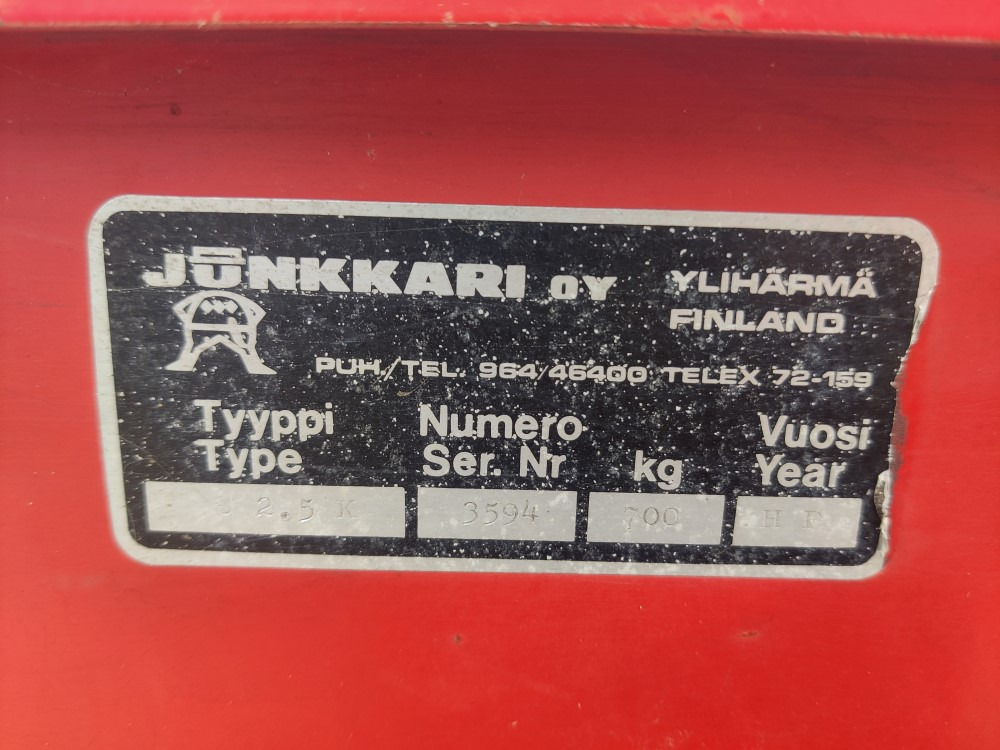 JUNKKARI OY YLIHÄRMÄ
FINLAND
PUH./TEL. 964/46400 TELEX 72-159
Tyyppi Numero Vuosi
Type Ser. Nr kg Year
2.5 K 3594 700 H